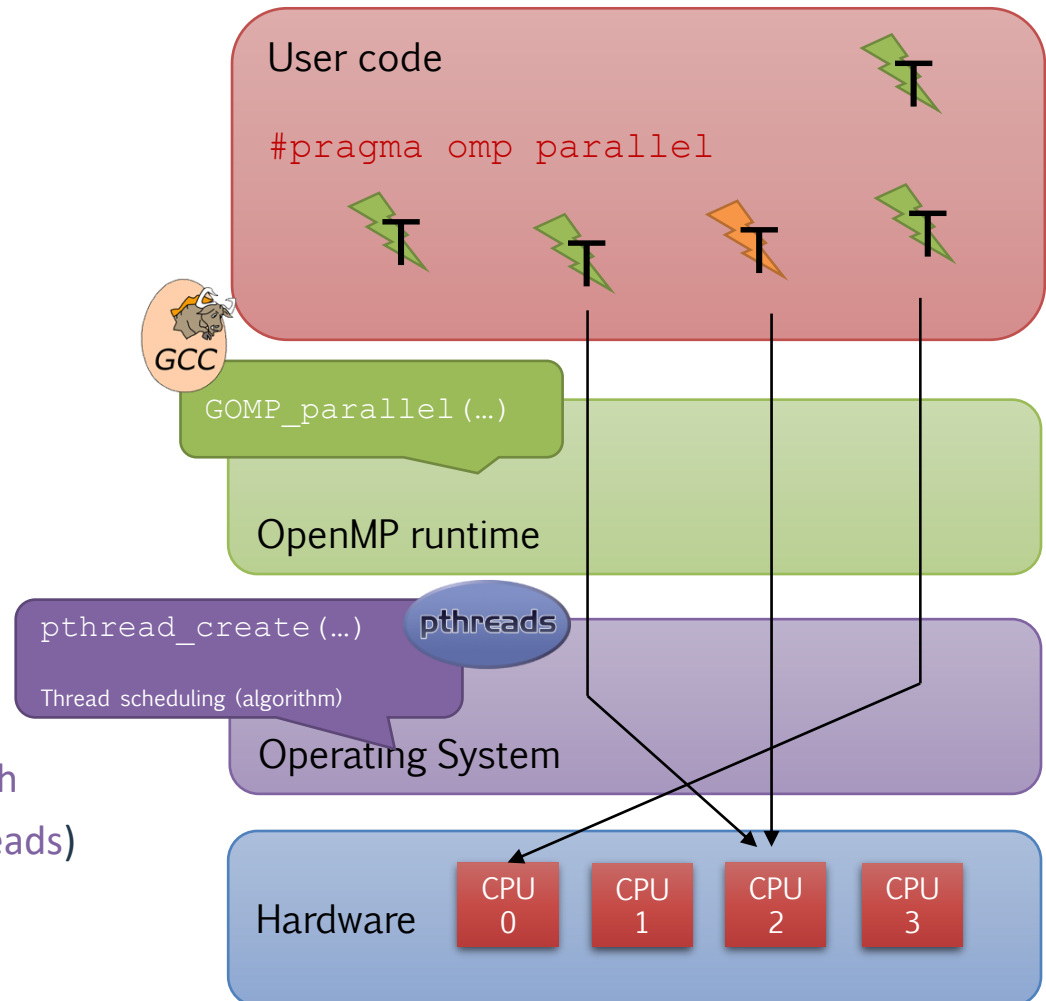 User code
T
#pragma omp parallel
T T T T
GCC
GOMP_parallel(…)
OpenMP runtime
pthread_create(…)
pthreads
Thread scheduling (algorithm)
Operating System
h
eads)
Hardware
CPU 0
CPU 1
CPU 2
CPU 3